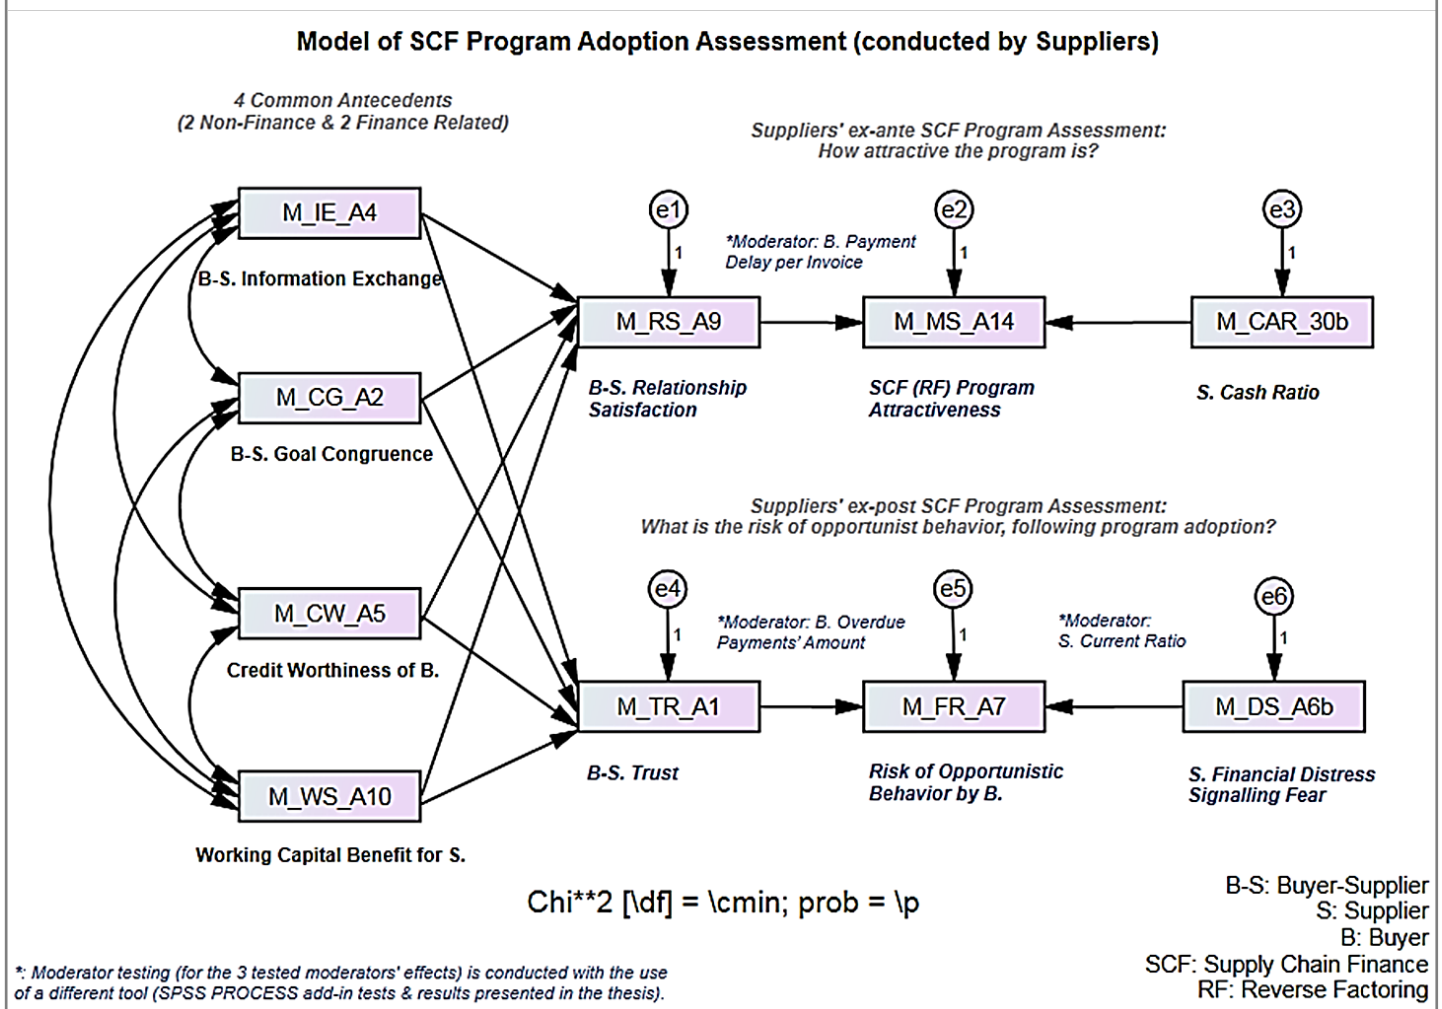 Model of SCF Program Adoption Assessment (conducted by Suppliers)
4 Common Antecedents
(2 Non-Finance & 2 Finance Related)
Suppliers' ex-ante SCF Program Assessment:
How attractive the program is?
M_IE_A4
B-S. Information Exchange
e1
1
*Moderator: B. Payment
Delay per Invoice
e2
1
e3
1
M_RS_A9
M_MS_A14
M_CAR_30b
B-S. Relationship
Satisfaction
SCF (RF) Program
Attractiveness
S. Cash Ratio
M_CG_A2
B-S. Goal Congruence
Suppliers' ex-post SCF Program Assessment:
What is the risk of opportunist behavior, following program adoption?
M_CW_A5
Credit Worthiness of B.
e4
1
*Moderator: B. Overdue
Payments' Amount
e5
1
*Moderator:
S. Current Ratio
e6
1
M_TR_A1
M_FR_A7
M_DS_A6b
B-S. Trust
Risk of Opportunistic
Behavior by B.
S. Financial Distress
Signalling Fear
M_WS_A10
Working Capital Benefit for S.
Chi**2 [\df] = \cmin; prob = \p
B-S: Buyer-Supplier
S: Supplier
B: Buyer
SCF: Supply Chain Finance
RF: Reverse Factoring
*: Moderator testing (for the 3 tested moderators' effects) is conducted with the use
of a different tool (SPSS PROCESS add-in tests & results presented in the thesis).